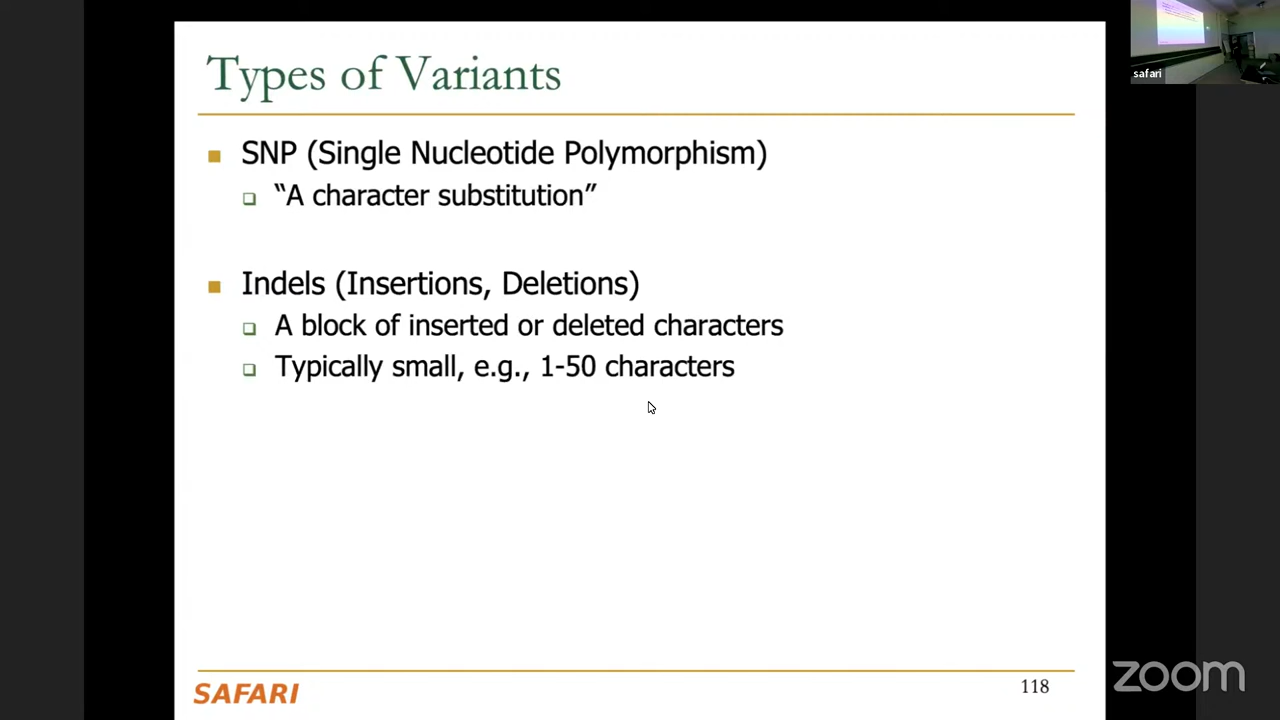 Types of Variants
SNP (Single Nucleotide Polymorphism)
“A character substitution”
Indels (Insertions, Deletions)
A block of inserted or deleted characters
Typically small, e.g., 1-50 characters
SAFARI
118
zoom
safari